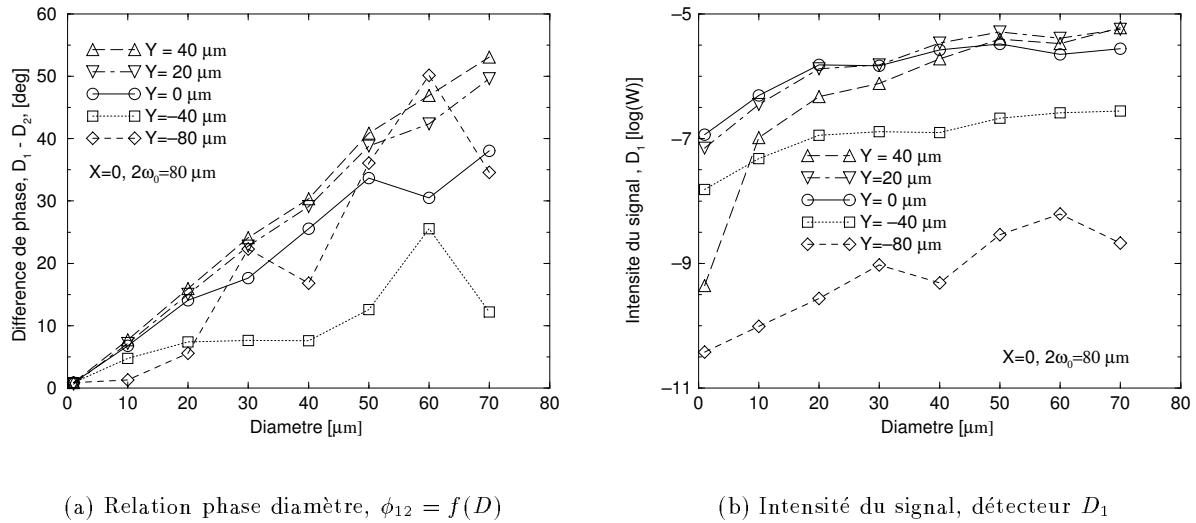 60
50
40
30
20
10
0
Difference de phase, D₁ - D₂, [deg]
Y = 40 µm
Y = 20 µm
Y= 0 µm
Y=−40 µm
Y=−80 µm
X=0, 2ω₀=80 µm
0 10 20 30 40 50 60 70 80
Diametre [µm]
(a) Relation phase diamètre, ϕ₁₂ = f(D)
−5
−7
−9
−11
Intensite du signal , D₁ [log(W)]
Y = 40 µm
Y=20 µm
Y= 0 µm
Y= −40 µm
Y=−80 µm
X=0, 2ω₀=80 µm
0 10 20 30 40 50 60 70 80
Diametre [µm]
(b) Intensité du signal, détecteur D₁